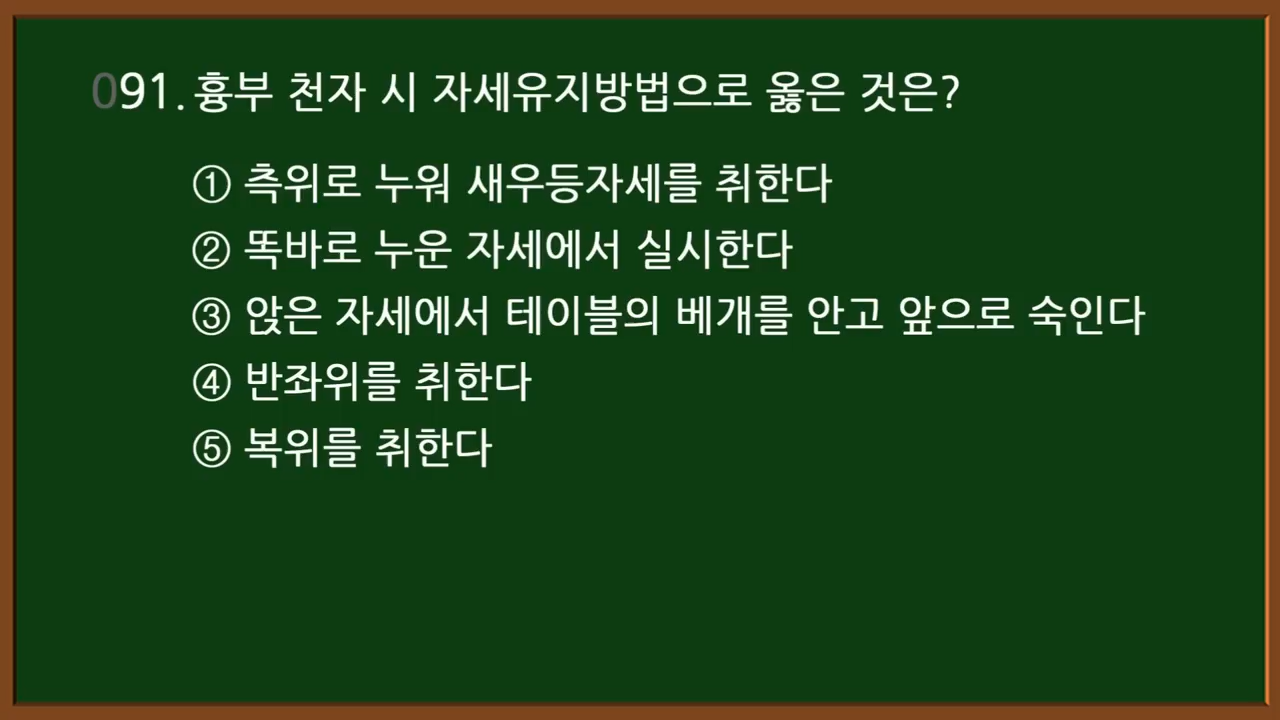 091. 흉부 천자 시 자세유지방법으로 옳은 것은?
① 측위로 누워 새우등자세를 취한다
② 똑바로 누운 자세에서 실시한다
③ 앉은 자세에서 테이블의 베개를 안고 앞으로 숙인다
④ 반좌위를 취한다
⑤ 복위를 취한다